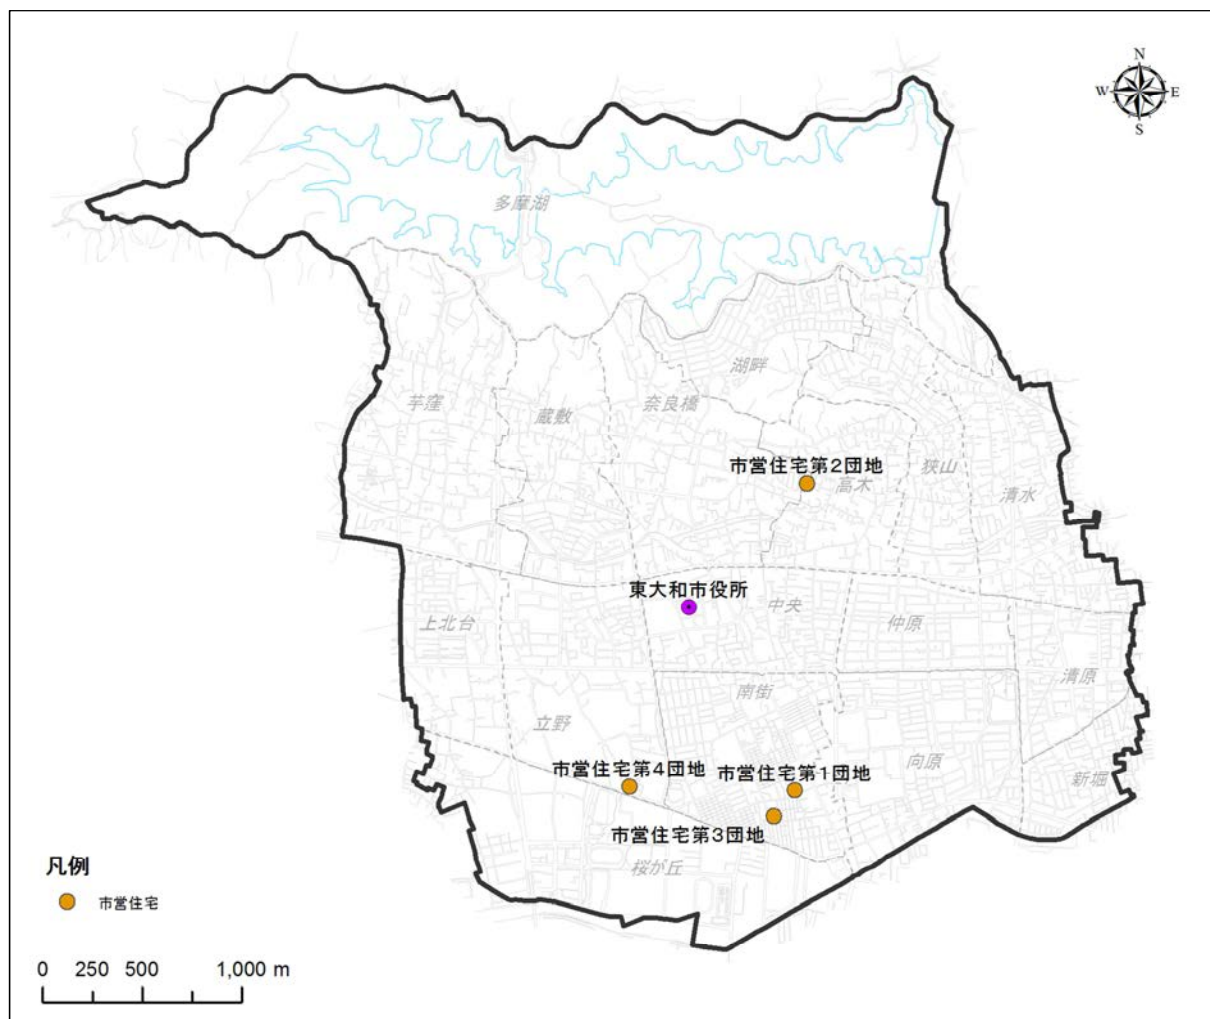 N
W E
S
多摩湖
湖畔
芋窪
蔵敷
奈良橋
狭山
市営住宅第2団地
高木
清水
東大和市役所
中央
上北台
仲原
清原
南街
立野
向原
市営住宅第4団地
市営住宅第1団地
新堀
市営住宅第3団地
桜が丘
凡例
市営住宅
0 250 500 1,000 m